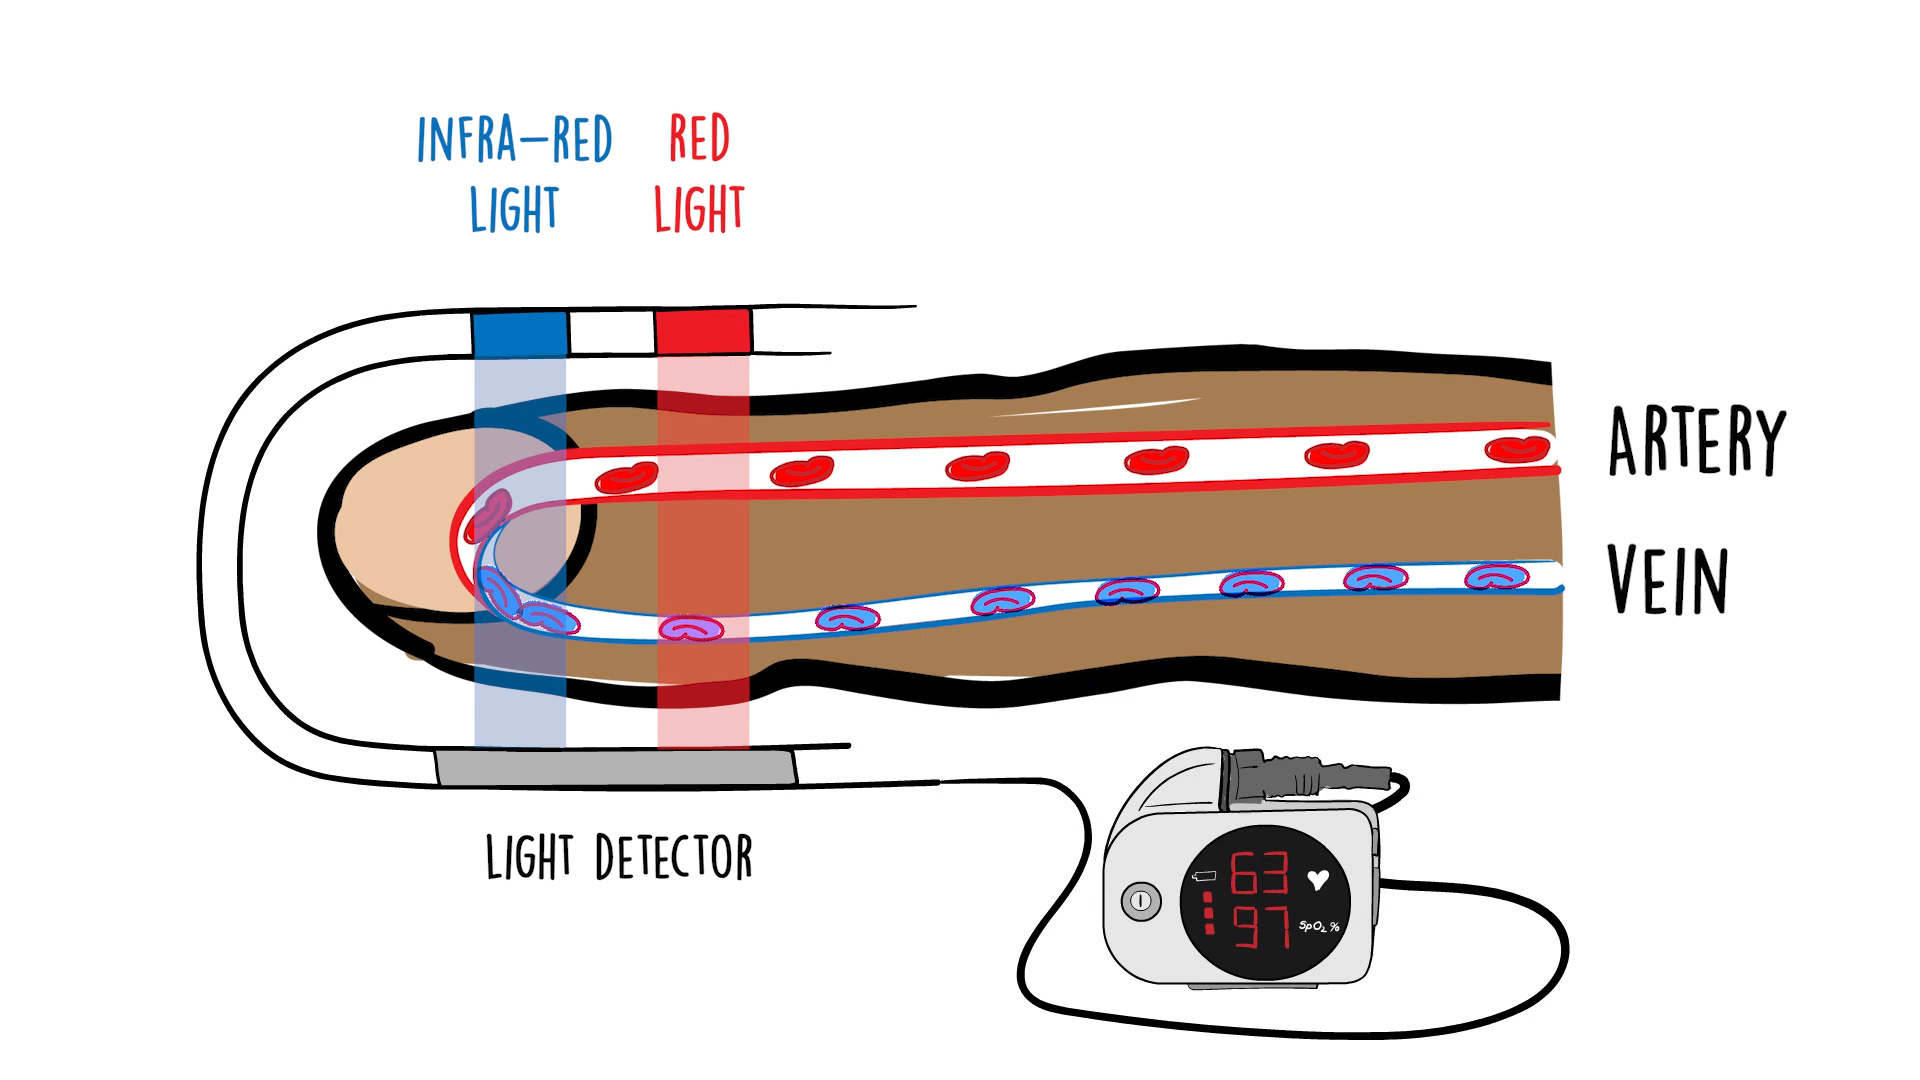 INFRA-RED
LIGHT
RED
LIGHT
ARTERY
VEIN
LIGHT DETECTOR
63
97
SpO₂ %